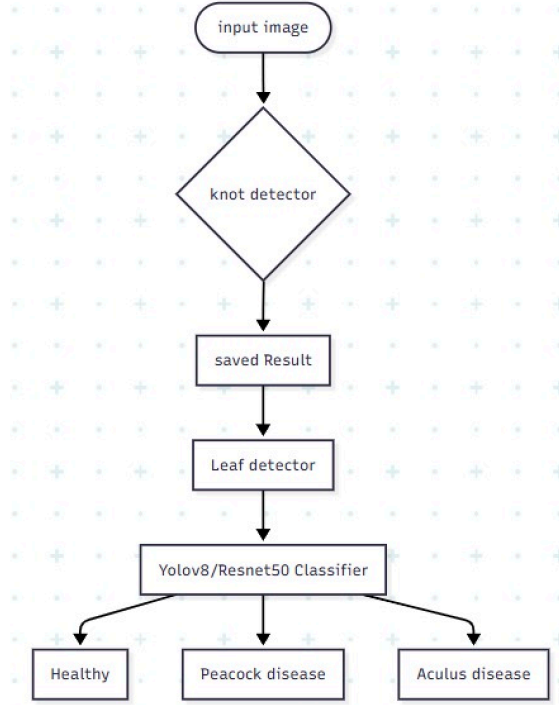 input image
knot detector
saved Result
Leaf detector
Yolov8/Resnet50 Classifier
Healthy
Peacock disease
Aculus disease